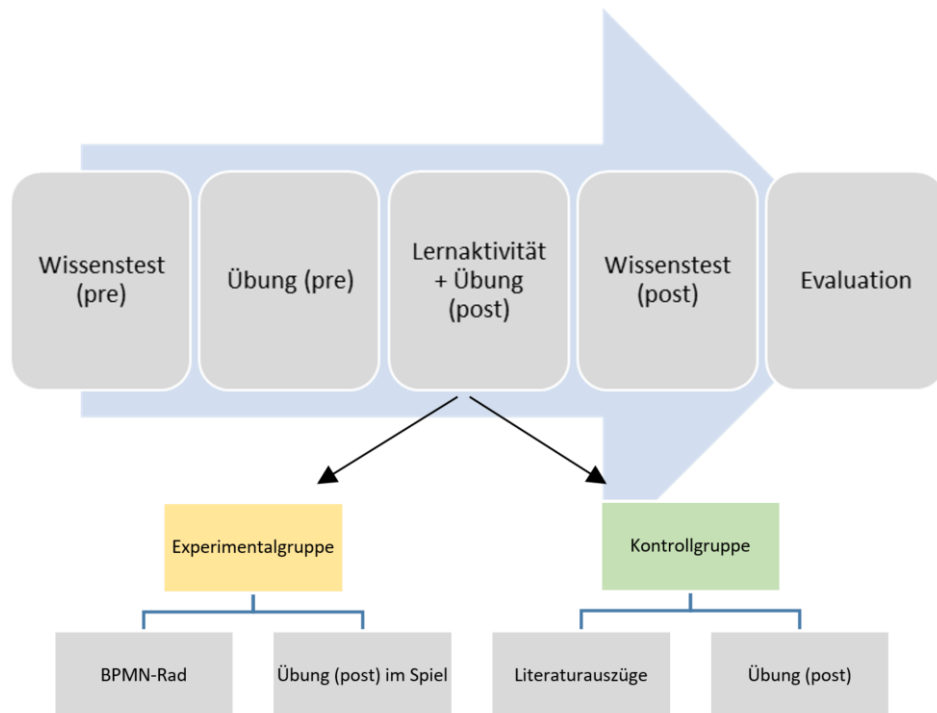 Wissenstest
(pre)
Übung (pre)
Lernaktivität
+ Übung
(post)
Wissenstest
(post)
Evaluation
Experimentalgruppe
Kontrollgruppe
BPMN-Rad
Übung (post) im Spiel
Literaturauszüge
Übung (post)